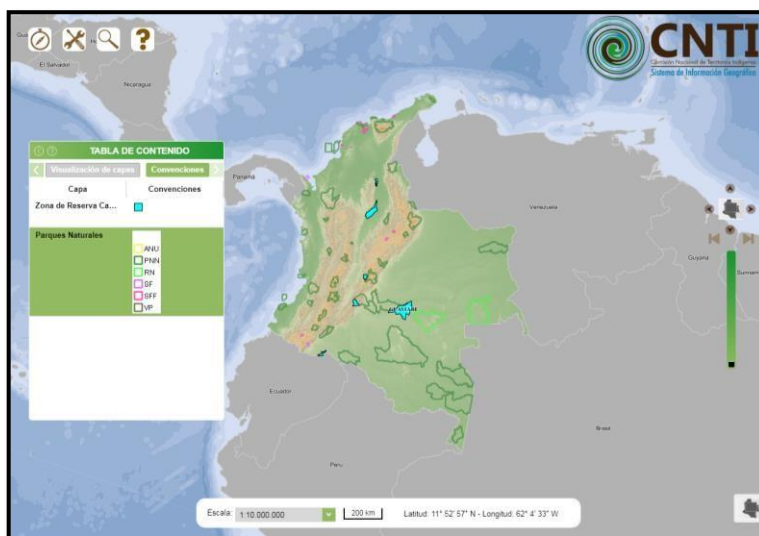 CNTI
Comisión Nacional de Territorios Indígenas
Sistema de Información Geográfico
El Salvador
Nicaragua
TABLA DE CONTENIDO
Visualización de capas
Convenciones
Capa
Convenciones
Zona de Reserva Ca...
Parques Naturales
ANU
PNN
RN
SF
SFF
VP
Panamá
Venezuela
Guyana
Ecuador
Perú
Brasil
Escala:
1:10.000.000
200 km
Latitud: 11° 52' 57" N - Longitud: 62° 4' 33" W